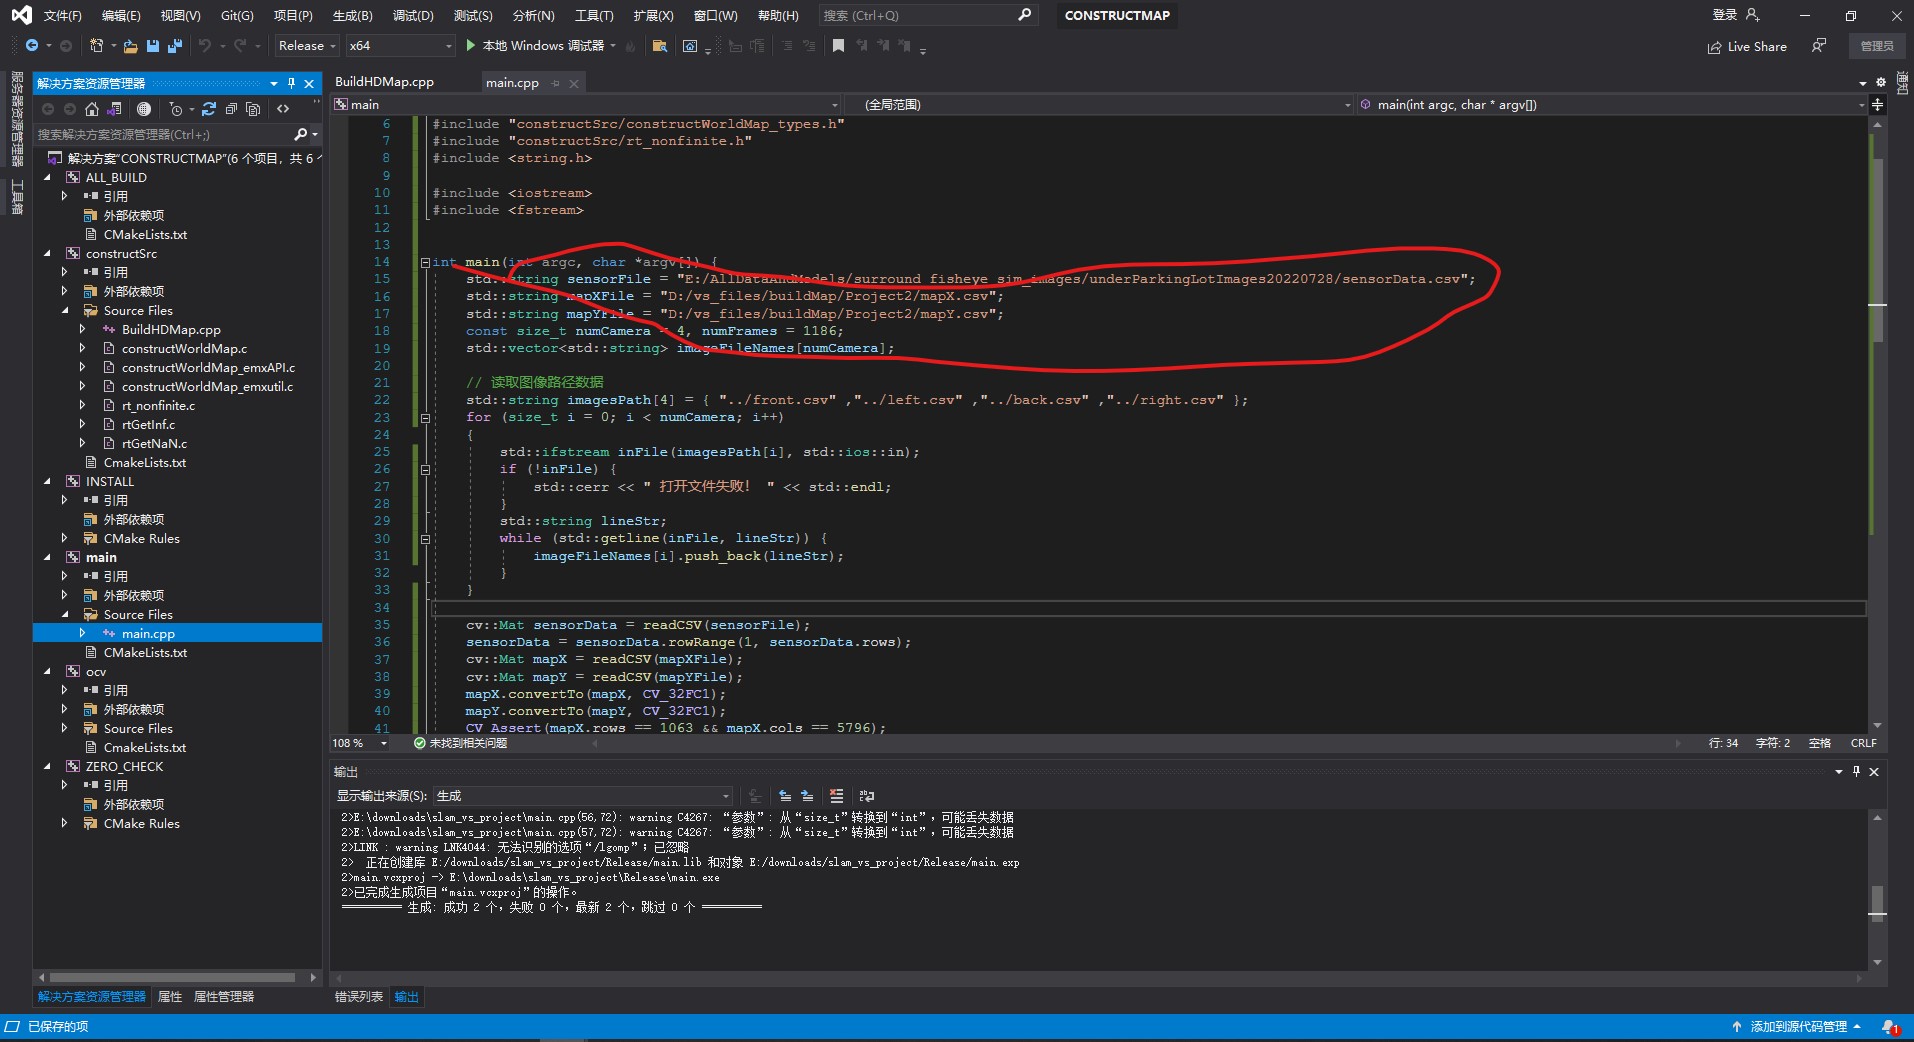 文件(F) 编辑(E) 视图(V) Git(G) 项目(P) 生成(B) 调试(D) 测试(S) 分析(N) 工具(T) 扩展(X) 窗口(W) 帮助(H) 搜索 (Ctrl+Q) CONSTRUCTMAP 登录
Release x64 本地 Windows 调试器 Live Share 管理员
服务器资源管理器
工具箱
通知
解决方案资源管理器
搜索解决方案资源管理器(Ctrl+;)
解决方案"CONSTRUCTMAP"(6 个项目, 共 6 个
ALL_BUILD
引用
外部依赖项
CMakeLists.txt
constructSrc
引用
外部依赖项
Source Files
BuildHDMap.cpp
constructWorldMap.c
constructWorldMap_emxAPI.c
constructWorldMap_emxutil.c
rt_nonfinite.c
rtGetInf.c
rtGetNaN.c
CmakeLists.txt
INSTALL
引用
外部依赖项
CMake Rules
main
引用
外部依赖项
Source Files
main.cpp
CMakeLists.txt
ocv
引用
外部依赖项
Source Files
CmakeLists.txt
ZERO_CHECK
引用
外部依赖项
CMake Rules
解决方案资源管理器 属性 属性管理器
BuildHDMap.cpp main.cpp
main (全局范围) main(int argc, char * argv[])
6 #include "constructSrc/constructWorldMap_types.h"
7 #include "constructSrc/rt_nonfinite.h"
8 #include <string.h>
9
10 #include <iostream>
11 #include <fstream>
12
13
14 int main(int argc, char *argv[]) {
15 std::string sensorFile = "E:/AllDataAndModels/surround_fisheye_sim_images/underParkingLotImages20220728/sensorData.csv";
16 std::string mapXFile = "D:/vs_files/buildMap/Project2/mapX.csv";
17 std::string mapYFile = "D:/vs_files/buildMap/Project2/mapY.csv";
18 const size_t numCamera = 4, numFrames = 1186;
19 std::vector<std::string> imageFileNames[numCamera];
20
21 // 读取图像路径数据
22 std::string imagesPath[4] = { "../front.csv" ,"../left.csv" ,"../back.csv" ,"../right.csv" };
23 for (size_t i = 0; i < numCamera; i++)
24 {
25 std::ifstream inFile(imagesPath[i], std::ios::in);
26 if (!inFile) {
27 std::cerr << " 打开文件失败! " << std::endl;
28 }
29 std::string lineStr;
30 while (std::getline(inFile, lineStr)) {
31 imageFileNames[i].push_back(lineStr);
32 }
33 }
34
35 cv::Mat sensorData = readCSV(sensorFile);
36 sensorData = sensorData.rowRange(1, sensorData.rows);
37 cv::Mat mapX = readCSV(mapXFile);
38 cv::Mat mapY = readCSV(mapYFile);
39 mapX.convertTo(mapX, CV_32FC1);
40 mapY.convertTo(mapY, CV_32FC1);
41 CV_Assert(mapX.rows == 1063 && mapX.cols == 5796);
108 % 未找到相关问题 行: 34 字符: 2 空格 CRLF
输出
显示输出来源(S): 生成
2>E:\downloads\slam_vs_project\main.cpp(56,72): warning C4267: “参数”: 从“size_t”转换到“int”，可能丢失数据
2>E:\downloads\slam_vs_project\main.cpp(57,72): warning C4267: “参数”: 从“size_t”转换到“int”，可能丢失数据
2>LINK : warning LNK4044: 无法识别的选项“/lgomp”；已忽略
2> 正在创建库 E:/downloads/slam_vs_project/Release/main.lib 和对象 E:/downloads/slam_vs_project/Release/main.exp
2>main.vcxproj -> E:\downloads\slam_vs_project\Release\main.exe
2>已完成生成项目“main.vcxproj”的操作。
========== 生成: 成功 2 个，失败 0 个，最新 2 个，跳过 0 个 ==========
错误列表 输出
已保存的项 添加到源代码管理 1